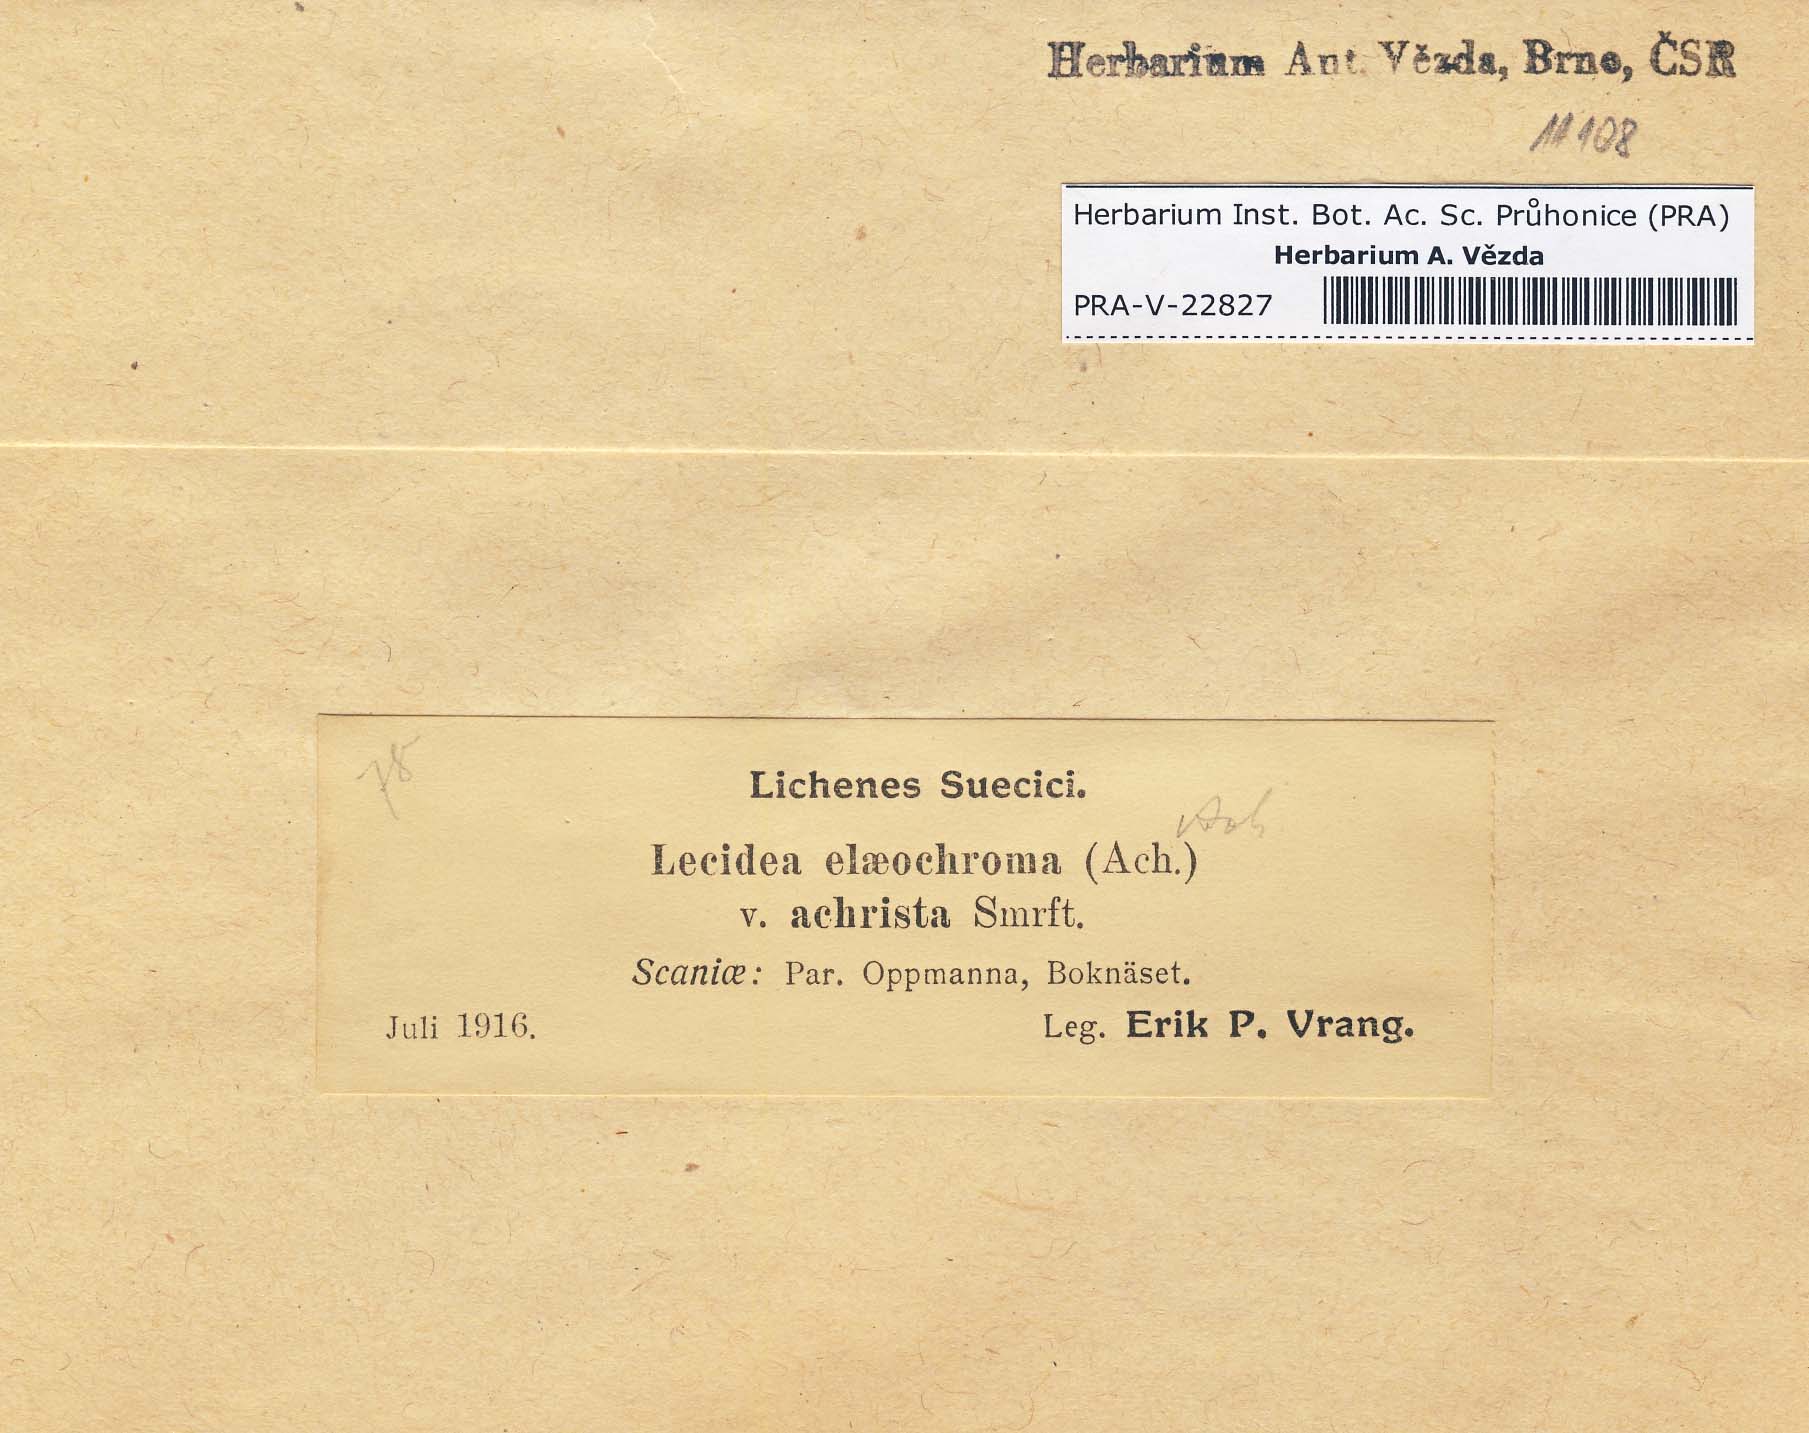 Herbarium Ant. Vězda, Brno, ČSR
11108
Herbarium Inst. Bot. Ac. Sc. Průhonice (PRA)
Herbarium A. Vězda
PRA-V-22827
Lichenes Suecici.
Lecidea elæochroma (Ach.)
v. achrista Smrft.
Scaniæ: Par. Oppmanna, Boknäset.
Juli 1916.
Leg. Erik P. Vrang.